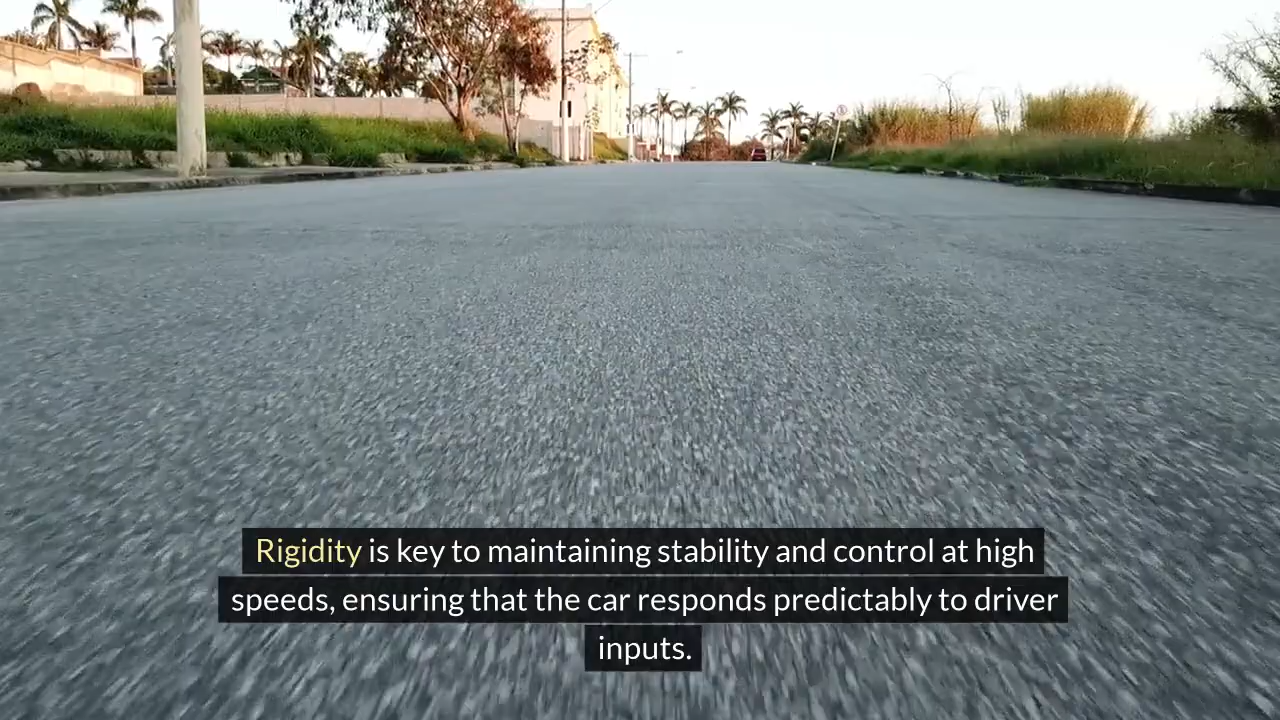 Rigidity is key to maintaining stability and control at high
speeds, ensuring that the car responds predictably to driver
inputs.